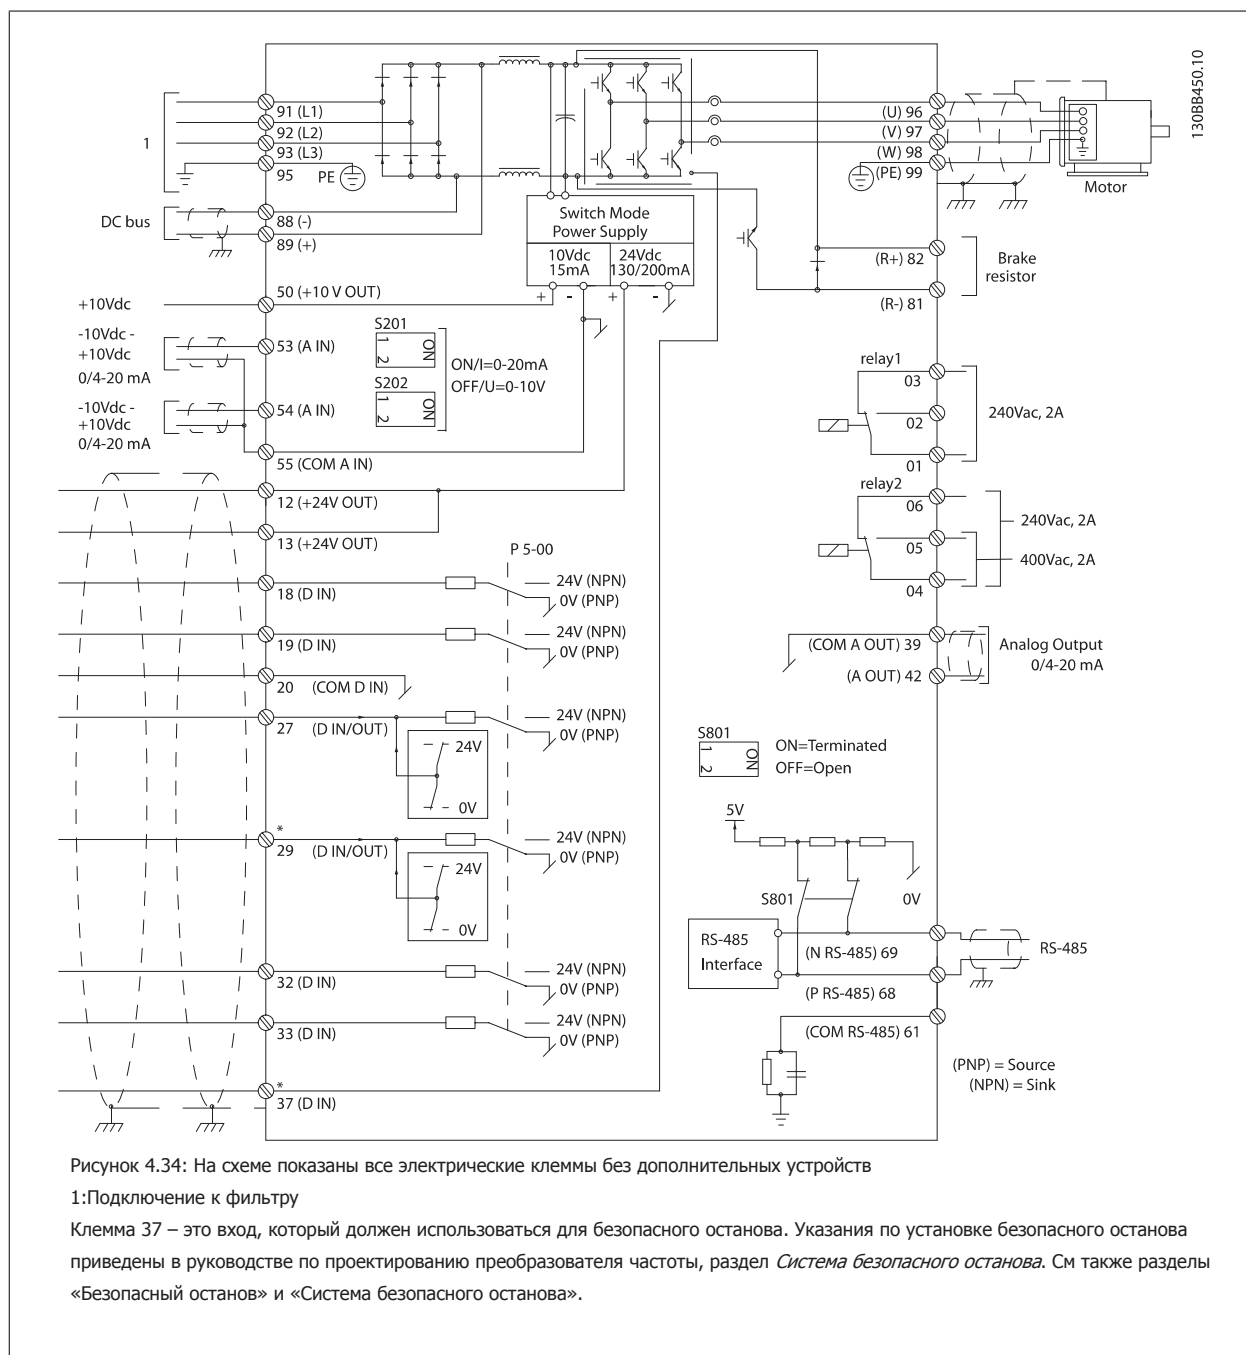 130BB450.10
1
91 (L1)
92 (L2)
93 (L3)
95
PE
DC bus
88 (-)
89 (+)
Switch Mode
Power Supply
10Vdc
15mA
24Vdc
130/200mA
+
-
+
-
(U) 96
(V) 97
(W) 98
(PE) 99
Motor
(R+) 82
(R-) 81
Brake
resistor
+10Vdc
50 (+10 V OUT)
-10Vdc -
+10Vdc
0/4-20 mA
53 (A IN)
-10Vdc -
+10Vdc
0/4-20 mA
54 (A IN)
55 (COM A IN)
S201
1
2
ON
S202
1
2
ON
ON/I=0-20mA
OFF/U=0-10V
relay1
03
02
01
240Vac, 2A
relay2
06
05
04
240Vac, 2A
400Vac, 2A
12 (+24V OUT)
13 (+24V OUT)
P 5-00
18 (D IN)
24V (NPN)
0V (PNP)
19 (D IN)
24V (NPN)
0V (PNP)
20 (COM D IN)
27 (D IN/OUT)
24V (NPN)
0V (PNP)
24V
0V
*
29 (D IN/OUT)
24V (NPN)
0V (PNP)
24V
0V
32 (D IN)
24V (NPN)
0V (PNP)
33 (D IN)
24V (NPN)
0V (PNP)
*
37 (D IN)
(COM A OUT) 39
(A OUT) 42
Analog Output
0/4-20 mA
S801
1
2
ON
ON=Terminated
OFF=Open
5V
S801
0V
RS-485
Interface
(N RS-485) 69
(P RS-485) 68
(COM RS-485) 61
RS-485
(PNP) = Source
(NPN) = Sink
Рисунок 4.34: На схеме показаны все электрические клеммы без дополнительных устройств
1:Подключение к фильтру
Клемма 37 – это вход, который должен использоваться для безопасного останова. Указания по установке безопасного останова
приведены в руководстве по проектированию преобразователя частоты, раздел Система безопасного останова. См также разделы
«Безопасный останов» и «Система безопасного останова».